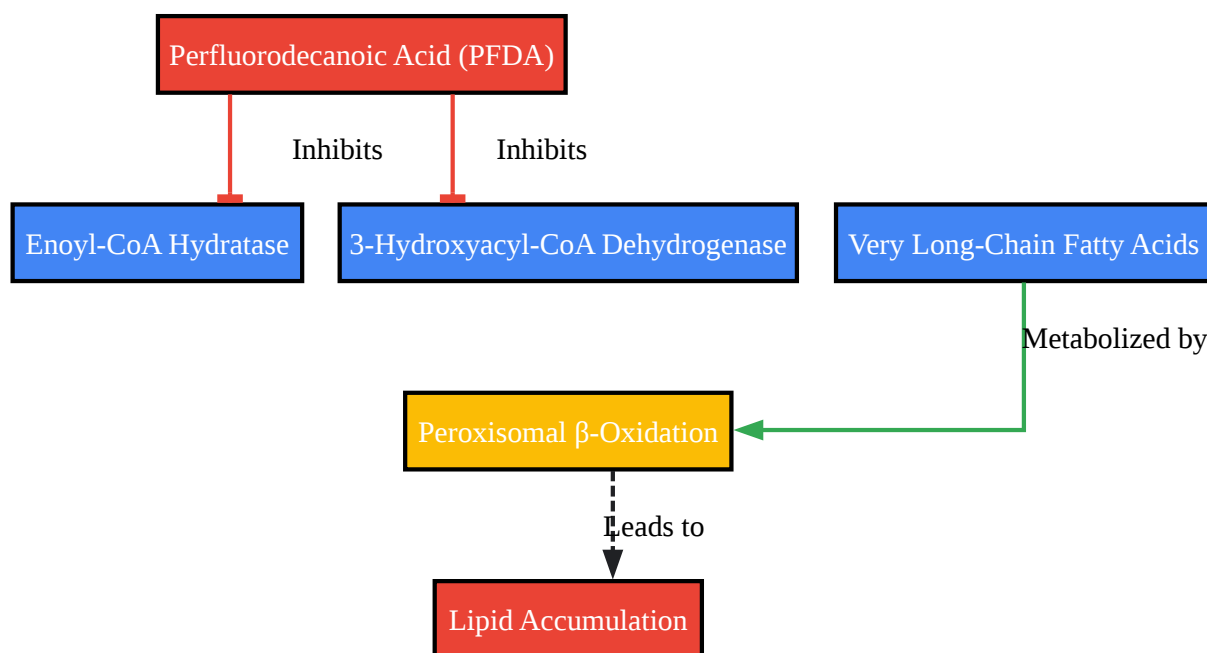 Perfluorodecanoic Acid (PFDA)
Inhibits
Inhibits
Enoyl-CoA Hydratase
3-Hydroxyacyl-CoA Dehydrogenase
Very Long-Chain Fatty Acids
Metabolized by
Peroxisomal β-Oxidation
Leads to
Lipid Accumulation